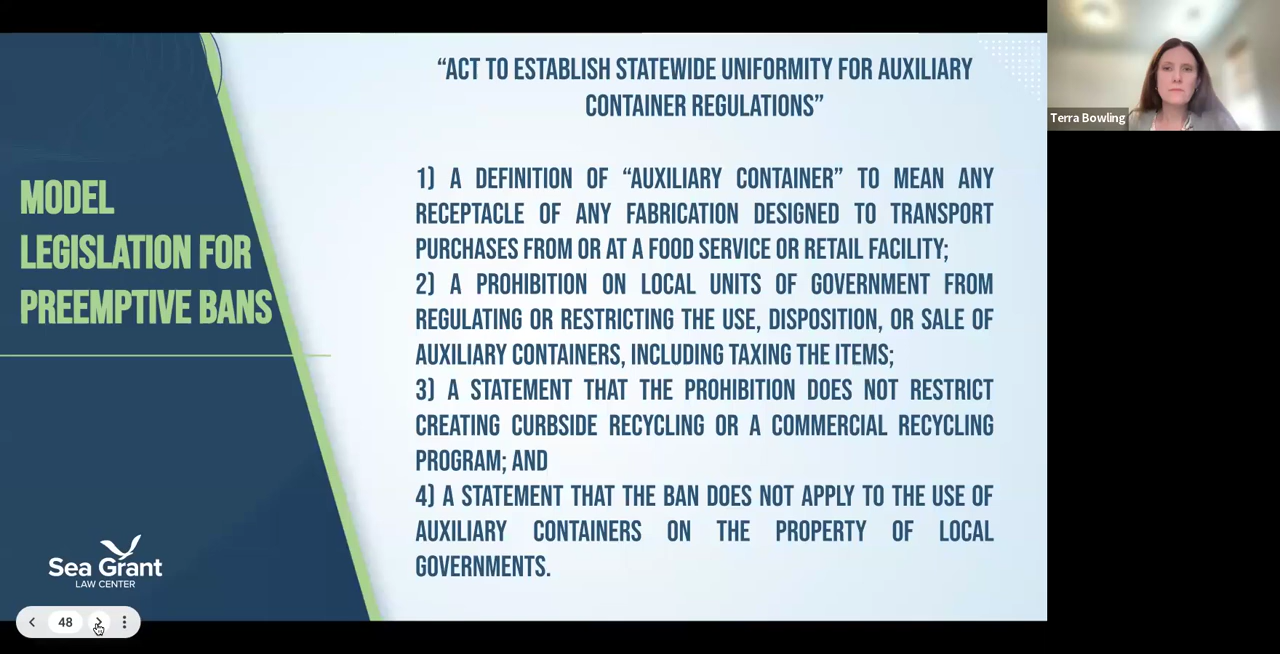 “ACT TO ESTABLISH STATEWIDE UNIFORMITY FOR AUXILIARY
CONTAINER REGULATIONS”
MODEL
LEGISLATION FOR
PREEMPTIVE BANS
1) A DEFINITION OF “AUXILIARY CONTAINER” TO MEAN ANY
RECEPTACLE OF ANY FABRICATION DESIGNED TO TRANSPORT
PURCHASES FROM OR AT A FOOD SERVICE OR RETAIL FACILITY;
2) A PROHIBITION ON LOCAL UNITS OF GOVERNMENT FROM
REGULATING OR RESTRICTING THE USE, DISPOSITION, OR SALE OF
AUXILIARY CONTAINERS, INCLUDING TAXING THE ITEMS;
3) A STATEMENT THAT THE PROHIBITION DOES NOT RESTRICT
CREATING CURBSIDE RECYCLING OR A COMMERCIAL RECYCLING
PROGRAM; AND
4) A STATEMENT THAT THE BAN DOES NOT APPLY TO THE USE OF
AUXILIARY CONTAINERS ON THE PROPERTY OF LOCAL
GOVERNMENTS.
Sea Grant
LAW CENTER
48
Terra Bowling